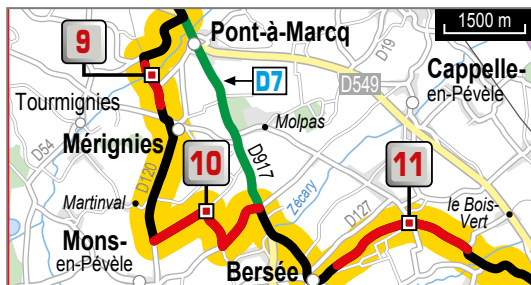 1500 m
9
Pont-à-Marcq
D19
D7
D549
Cappelle-
en-Pévèle
Tourmignies
Molpas
D54
Mérignies
10
D917
11
D120
Martinval
Zécary
D127
le Bois-
Vert
Mons-
en-Pévèle
Bersée